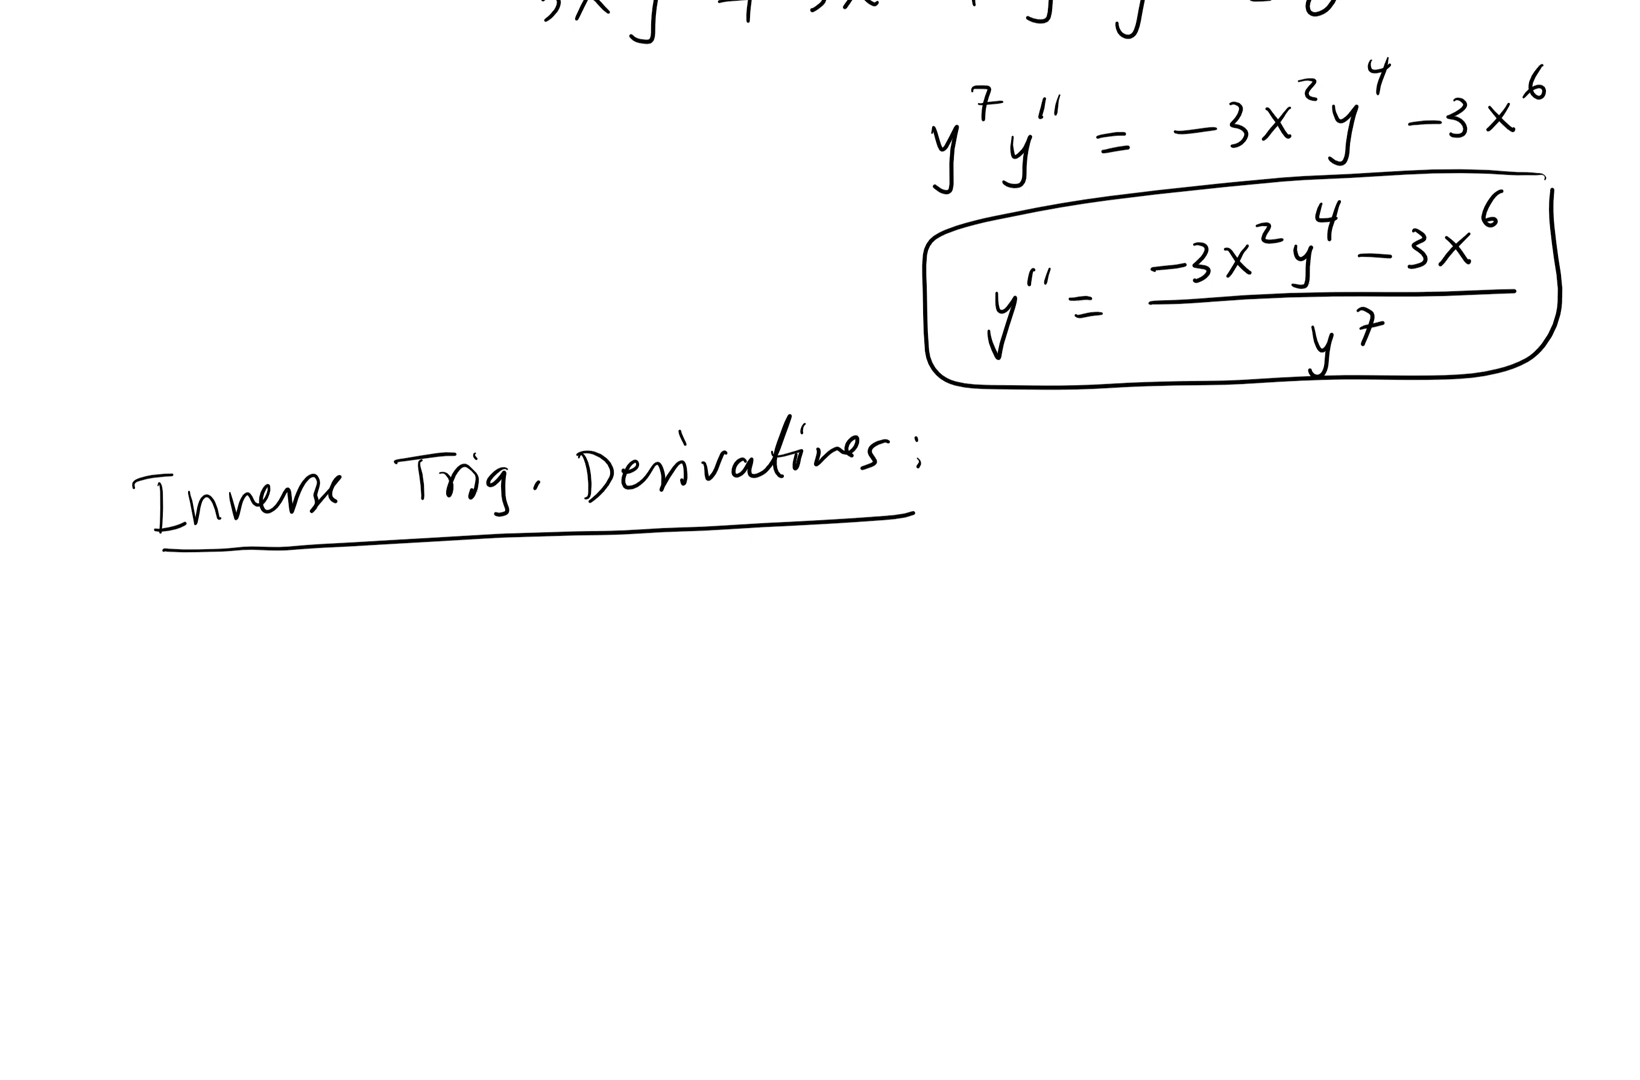 y⁷y'' = -3x²y⁴ - 3x⁶
y'' = (-3x²y⁴ - 3x⁶) / y⁷
Inverse Trig. Derivatives: